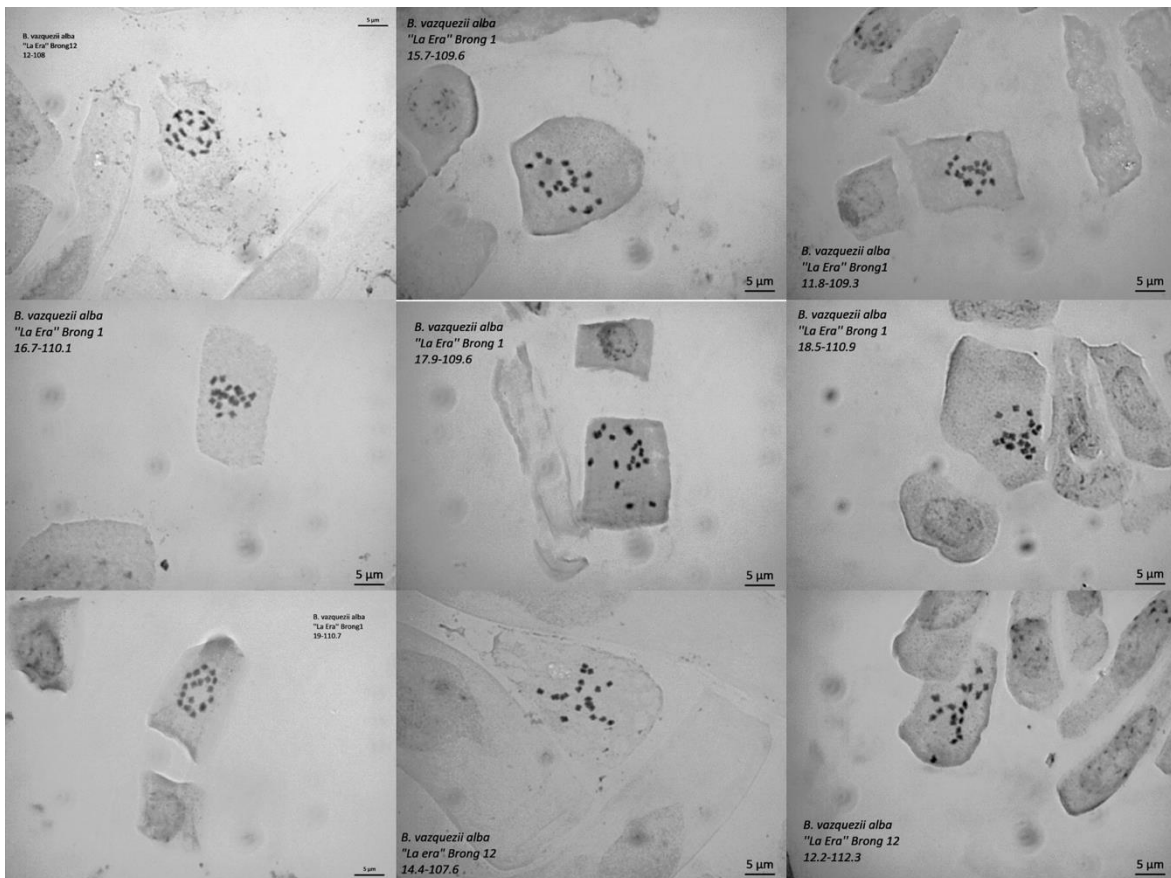 B. vazquezii alba
"La Era" Brong12
12-108
5 µm
B. vazquezii alba
"La Era" Brong 1
15.7-109.6
5 µm
B. vazquezii alba
"La Era" Brong1
11.8-109.3
5 µm
B. vazquezii alba
"La Era" Brong 1
16.7-110.1
5 µm
B. vazquezii alba
"La Era" Brong 1
17.9-109.6
5 µm
B. vazquezii alba
"La Era" Brong 1
18.5-110.9
5 µm
B. vazquezii alba
"La Era" Brong1
19-110.7
5 µm
B. vazquezii alba
"La era" Brong 12
14.4-107.6
5 µm
B. vazquezii alba
"La Era" Brong 12
12.2-112.3
5 µm